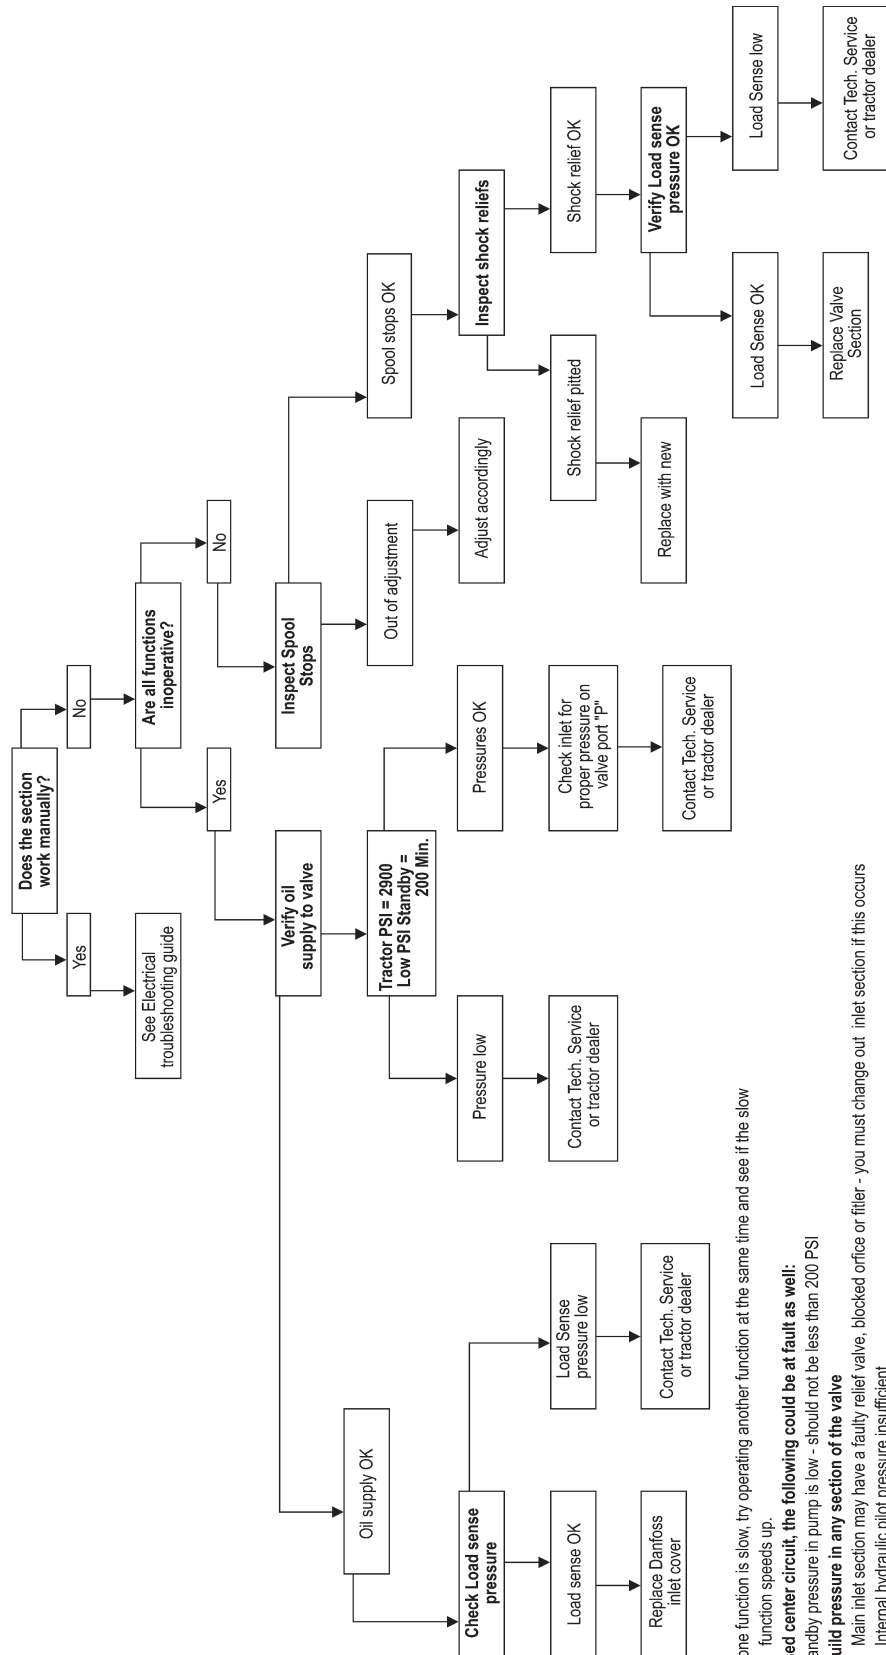 Does the section
work manually?
Yes
No
See Electrical
troubleshooting guide
Are all functions
inoperative?
Yes
No
Verify oil
supply to valve
Inspect Spool
Stops
Oil supply OK
Tractor PSI = 2900
Low PSI Standby =
200 Min.
Out of adjustment
Spool stops OK
Check Load sense
pressure
Pressure low
Pressures OK
Adjust accordingly
Inspect shock reliefs
Load sense OK
Load Sense
pressure low
Contact Tech. Service
or tractor dealer
Check inlet for
proper pressure on
valve port "P"
Shock relief pitted
Shock relief OK
Replace Danfoss
inlet cover
Contact Tech. Service
or tractor dealer
Contact Tech. Service
or tractor dealer
Replace with new
Verify Load sense
pressure OK
Load Sense OK
Load Sense low
Replace Valve
Section
Contact Tech. Service
or tractor dealer
one function is slow, try operating another function at the same time and see if the slow
function speeds up.
sed center circuit, the following could be at fault as well:
andby pressure in pump is low - should not be less than 200 PSI
uild pressure in any section of the valve
Main inlet section may have a faulty relief valve, blocked orfice or fitler - you must change out inlet section if this occurs
Internal hydraulic pilot pressure insufficient